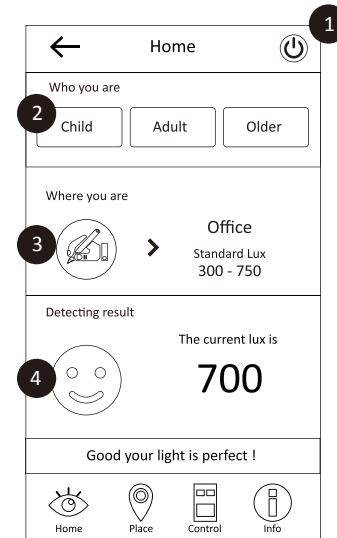 1
Home
Who you are
2
Child Adult Older
Where you are
3
Office
Standard Lux
300 - 750
Detecting result
The current lux is
4
700
Good your light is perfect !
Home Place Control Info